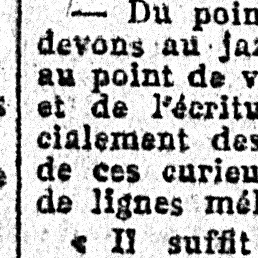 — Du poin
devons au jaz
au point de v
et de l'écritu
cialement des
de ces curieu
de lignes mél
« Il suffit